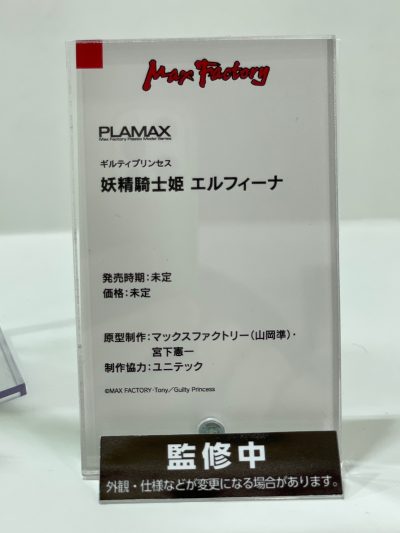 Max Factory
PLAMAX
Max Factory Plastic Model Series
ギルティプリンセス
妖精騎士姫 エルフィーナ
発売時期:未定
価格:未定
原型制作:マックスファクトリー(山岡準)・
宮下憲一
制作協力:ユニテック
©MAX FACTORY・Tony／Guilty Princess
監修中
外観・仕様などが変更になる場合があります。